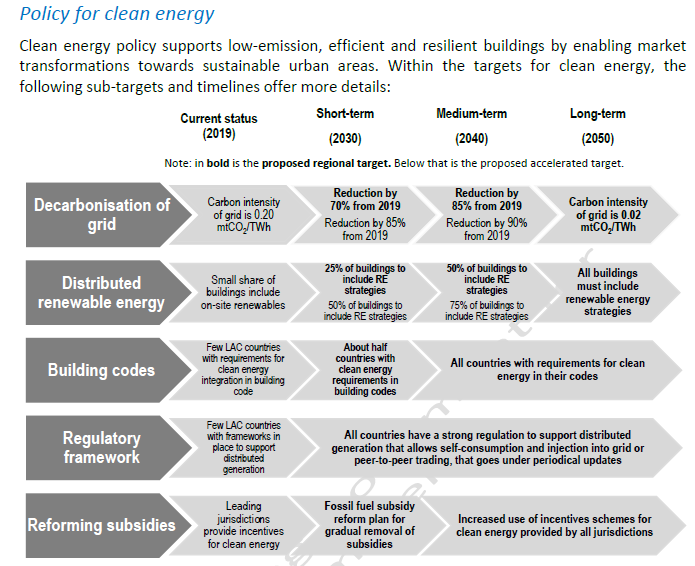 Policy for clean energy
Clean energy policy supports low-emission, efficient and resilient buildings by enabling market
transformations towards sustainable urban areas. Within the targets for clean energy, the
following sub-targets and timelines offer more details:
Current status
(2019)
Short-term
(2030)
Medium-term
(2040)
Long-term
(2050)
Note: in bold is the proposed regional target. Below that is the proposed accelerated target.
Decarbonisation of
grid
Carbon intensity
of grid is 0.20
mtCO₂/TWh
Reduction by
70% from 2019
Reduction by 85%
from 2019
Reduction by
85% from 2019
Reduction by 90%
from 2019
Carbon intensity
of grid is 0.02
mtCO₂/TWh
Distributed
renewable energy
Small share of
buildings include
on-site renewables
25% of buildings to
include RE
strategies
50% of buildings to
include RE strategies
50% of buildings to
include RE
strategies
75% of buildings to
include RE strategies
All buildings
must include
renewable energy
strategies
Building codes
Few LAC countries
with requirements for
clean energy
integration in building
code
About half
countries with
clean energy
requirements in
building codes
All countries with requirements for clean
energy in their codes
Regulatory
framework
Few LAC countries
with frameworks in
place to support
distributed
generation
All countries have a strong regulation to support distributed
generation that allows self-consumption and injection into grid or
peer-to-peer trading, that goes under periodical updates
Reforming subsidies
Leading
jurisdictions
provide incentives
for clean energy
Fossil fuel subsidy
reform plan for
gradual removal of
subsidies
Increased use of incentives schemes for
clean energy provided by all jurisdictions